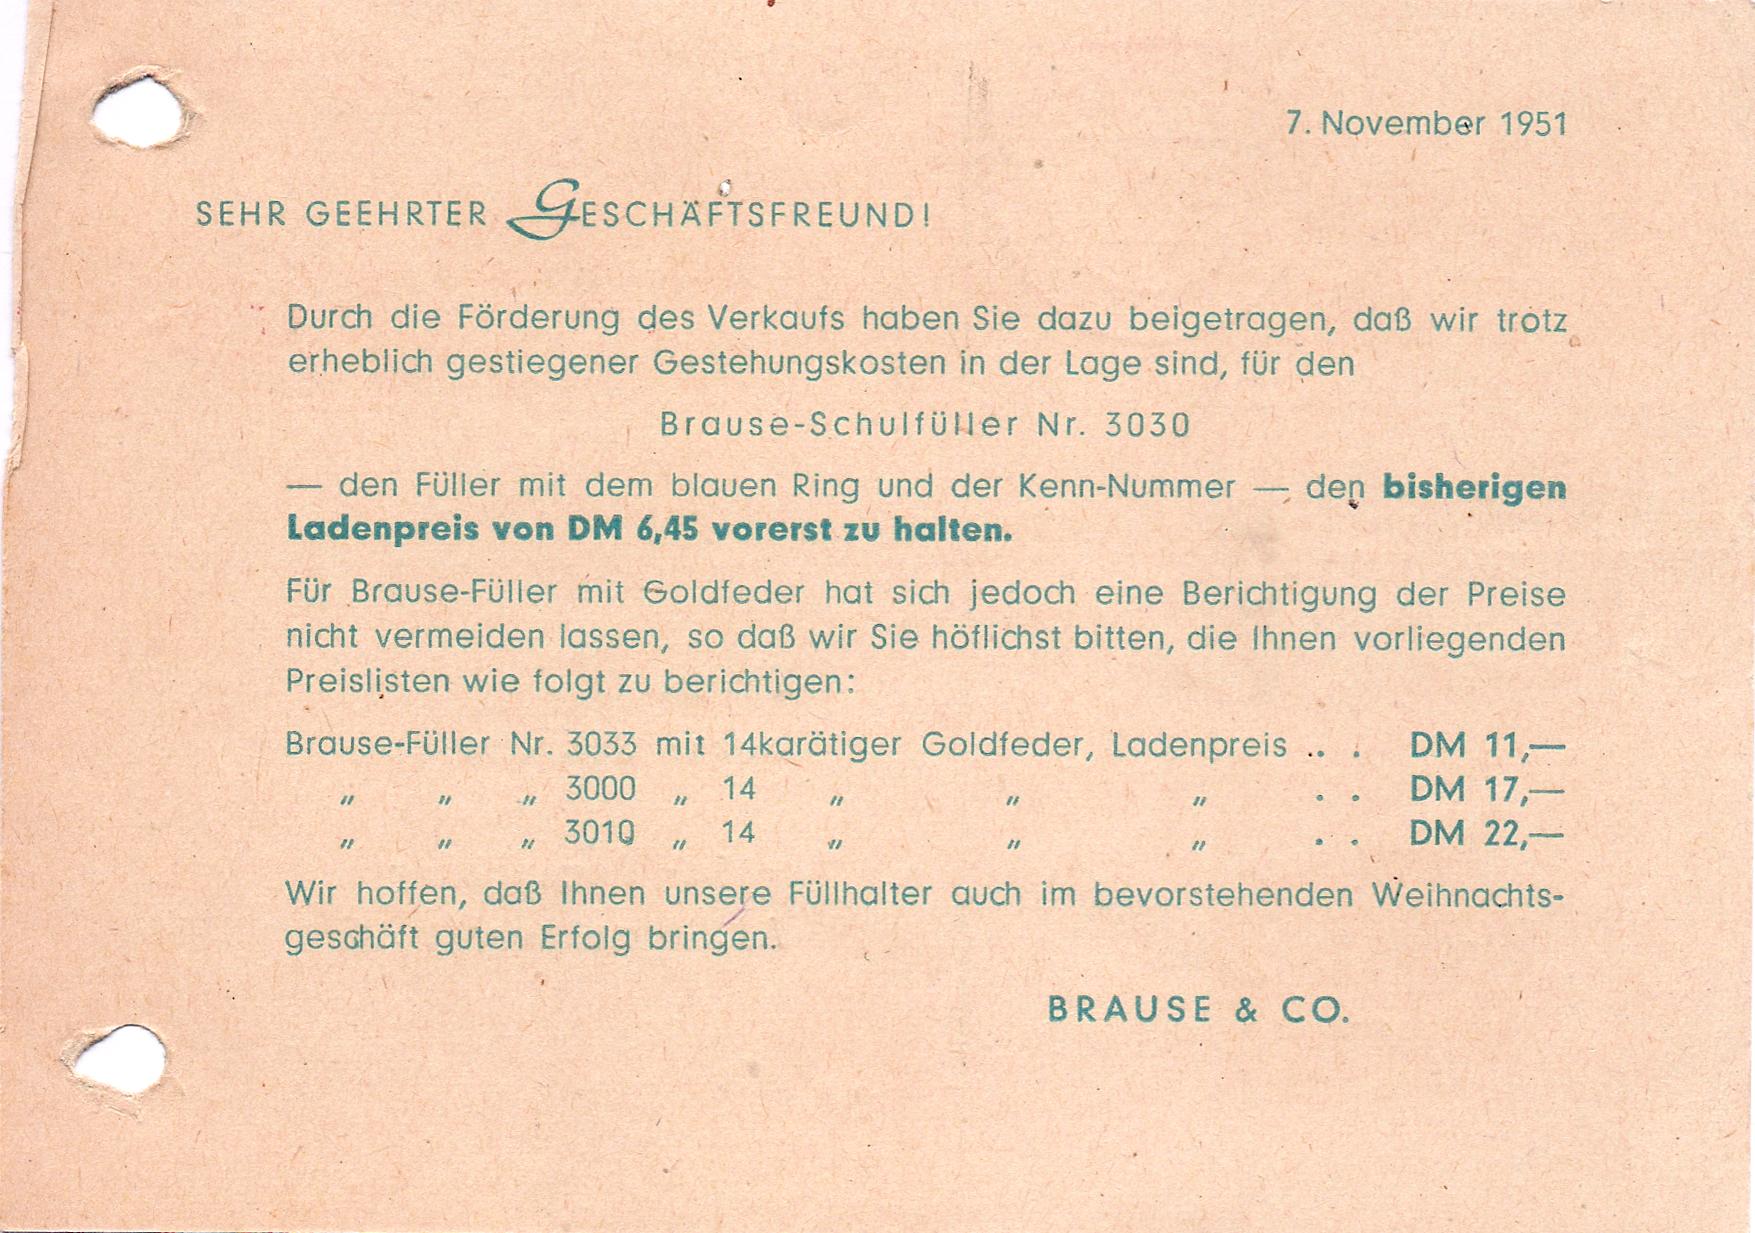 7. November 1951
SEHR GEEHRTER GESCHÄFTSFREUND!
Durch die Förderung des Verkaufs haben Sie dazu beigetragen, daß wir trotz
erheblich gestiegener Gestehungskosten in der Lage sind, für den
Brause-Schulfüller Nr. 3030
— den Füller mit dem blauen Ring und der Kenn-Nummer — den bisherigen
Ladenpreis von DM 6,45 vorerst zu halten.
Für Brause-Füller mit Goldfeder hat sich jedoch eine Berichtigung der Preise
nicht vermeiden lassen, so daß wir Sie höflichst bitten, die Ihnen vorliegenden
Preislisten wie folgt zu berichtigen:
Brause-Füller Nr. 3033 mit 14karätiger Goldfeder, Ladenpreis . . DM 11,—
„ „ „ 3000 „ 14 „ „ „ . . DM 17,—
„ „ „ 3010 „ 14 „ „ „ . . DM 22,—
Wir hoffen, daß Ihnen unsere Füllhalter auch im bevorstehenden Weihnachts-
geschäft guten Erfolg bringen.
BRAUSE & CO.